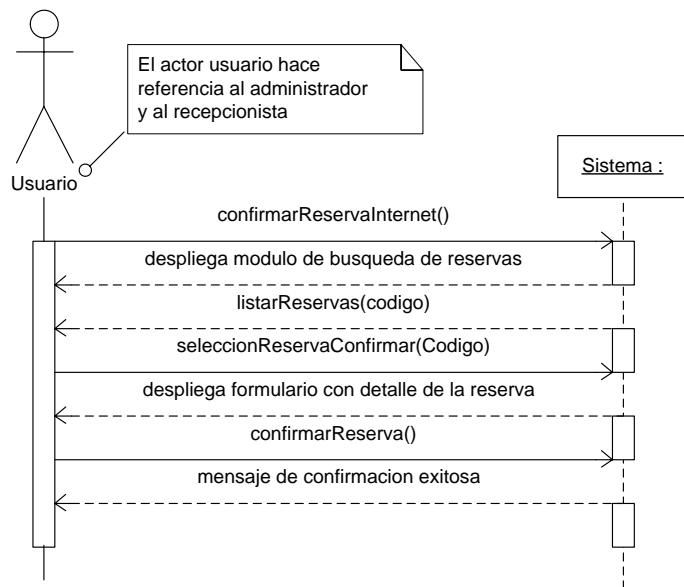 El actor usuario hace
referencia al administrador
y al recepcionista
Usuario
Sistema :
confirmarReservaInternet()
despliega modulo de busqueda de reservas
listarReservas(codigo)
seleccionReservaConfirmar(Codigo)
despliega formulario con detalle de la reserva
confirmarReserva()
mensaje de confirmacion exitosa